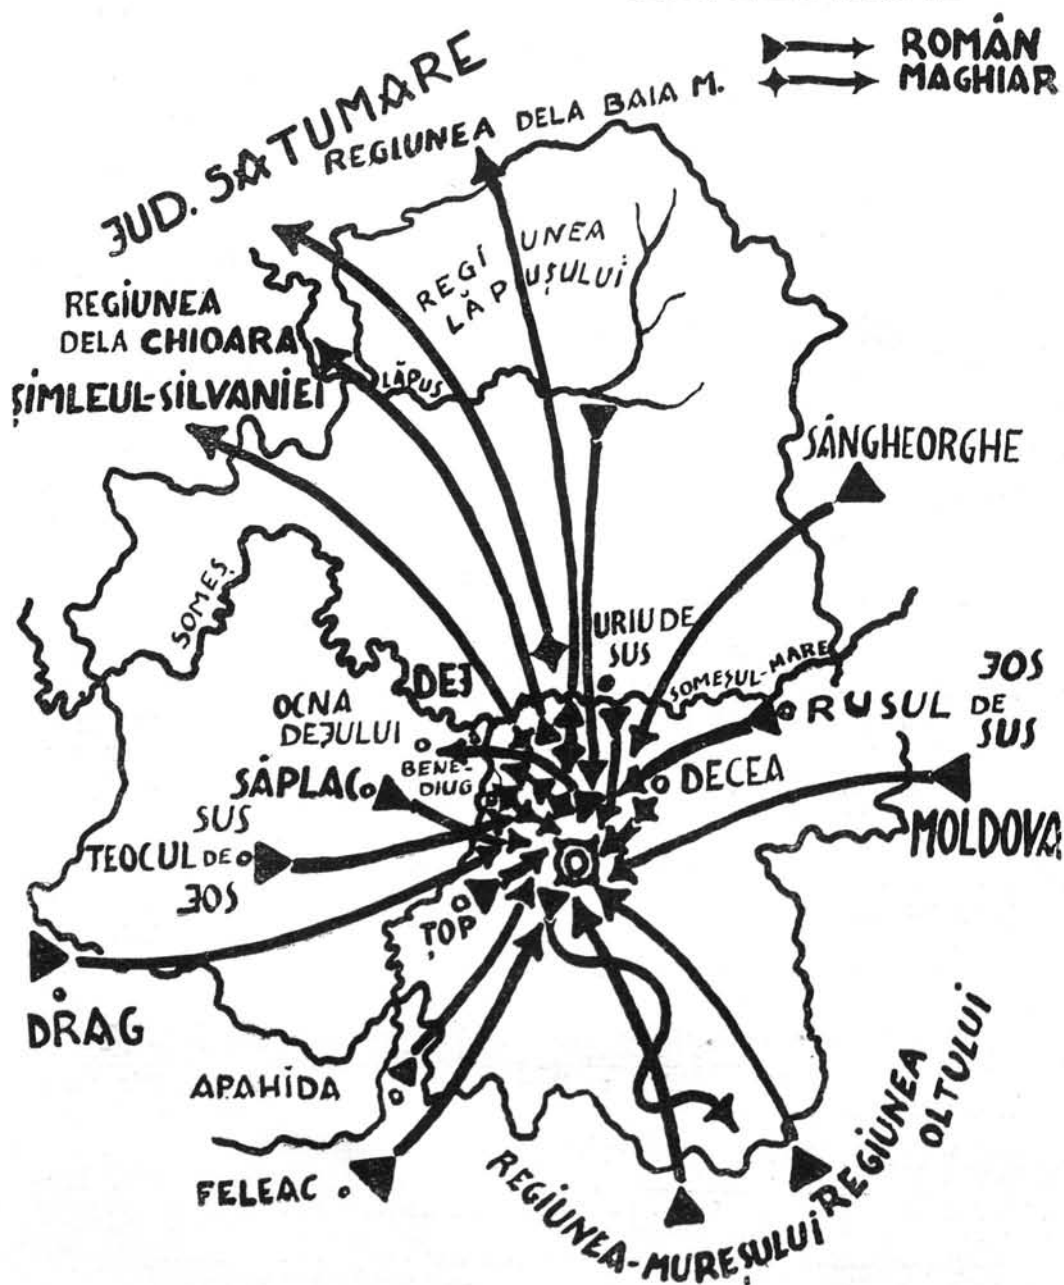 ROMÁN
MAGHIAR
JUD. SATUMARE
REGIUNEA DELA BAIA M.
REGIUNEA
LĂPUȘULUI
REGIUNEA
DELA CHIOARA
ȘIMLEUL-SILVANIEI
LĂPUȘ
SÂNGHEORGHE
SOMEȘ
URIU DE
SUS
SOMEȘUL-MARE
DEJ
OCNA
DEJULUI
BENE-
DIUG
RUSUL DE
JOS
SUS
DECEA
SÁPLAC
MOLDOVA
TEOCUL DE
SUS
JOS
ȚOP
DRAG
APAHIDA
FELEAC
REGIUNEA-MUREȘULUI
REGIUNEA
OLTULUI